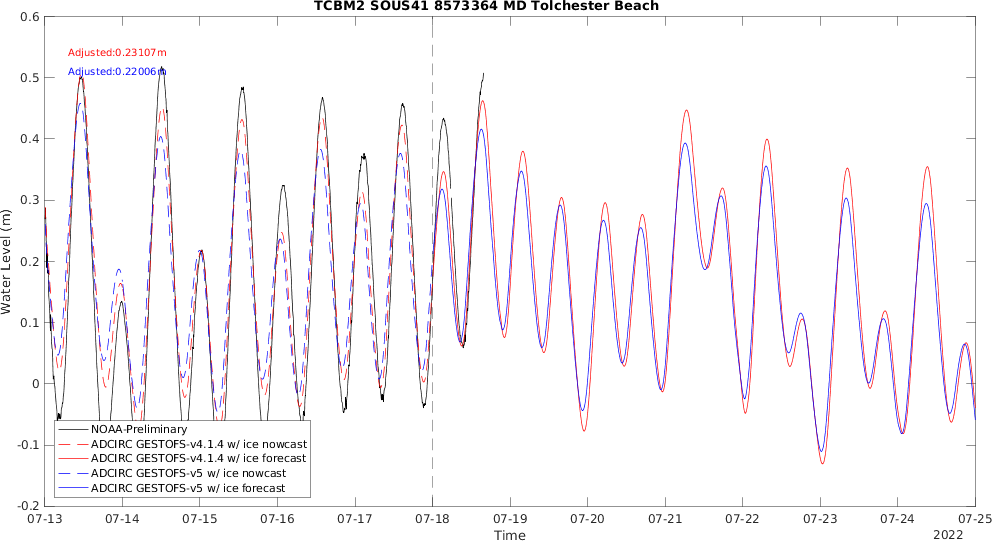 TCBM2 SOUS41 8573364 MD Tolchester Beach
0.6
0.5
0.4
0.3
0.2
0.1
0
-0.1
-0.2
Water Level (m)
Adjusted:0.23107m
Adjusted:0.22006m
NOAA-Preliminary
ADCIRC GESTOFS-v4.1.4 w/ ice nowcast
ADCIRC GESTOFS-v4.1.4 w/ ice forecast
ADCIRC GESTOFS-v5 w/ ice nowcast
ADCIRC GESTOFS-v5 w/ ice forecast
07-13 07-14 07-15 07-16 07-17 07-18 07-19 07-20 07-21 07-22 07-23 07-24 07-25
Time
2022